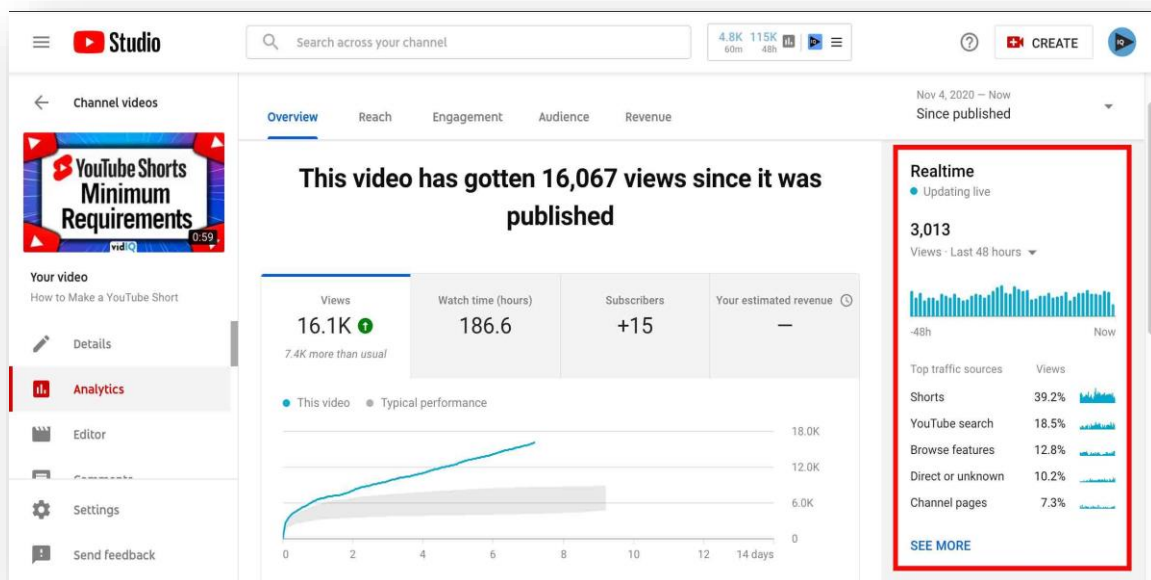 Studio
Search across your channel
4.8K 115K
60m 48h
CREATE
Channel videos
YouTube Shorts
Minimum
Requirements
0:59
vidIQ
Your video
How to Make a YouTube Short
Details
Analytics
Editor
Comments
Settings
Send feedback
Overview Reach Engagement Audience Revenue
Nov 4, 2020 – Now
Since published
This video has gotten 16,067 views since it was
published
Views Watch time (hours) Subscribers Your estimated revenue
16.1K 186.6 +15 —
7.4K more than usual
This video Typical performance
18.0K
12.0K
6.0K
0
0 2 4 6 8 10 12 14 days
Realtime
Updating live
3,013
Views · Last 48 hours
-48h Now
Top traffic sources Views
Shorts 39.2%
YouTube search 18.5%
Browse features 12.8%
Direct or unknown 10.2%
Channel pages 7.3%
SEE MORE